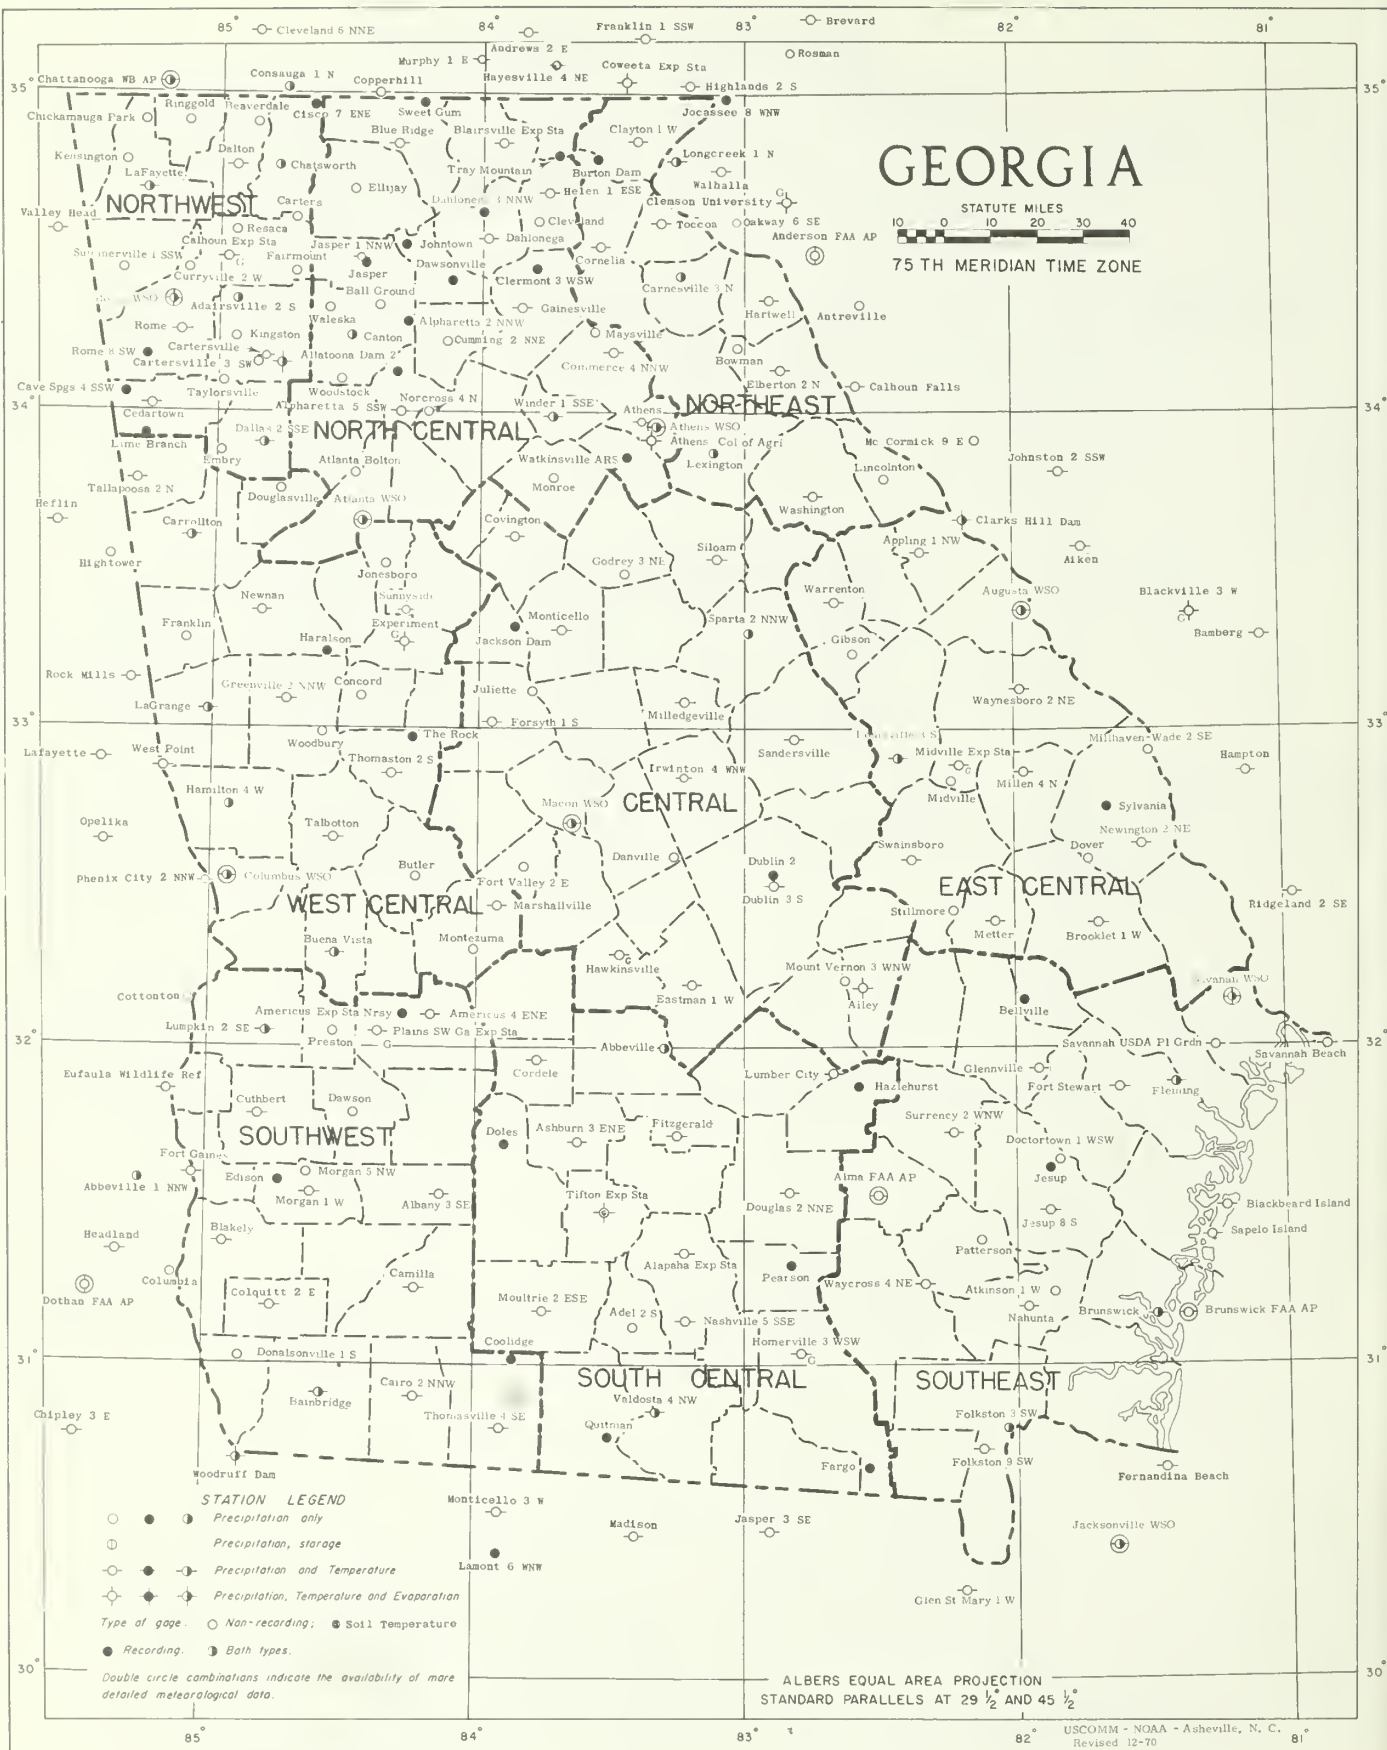 85° 84° 83° 82° 81°
Cleveland 6 NNE
Andrews 2 E
Franklin 1 SSW
Brevard
Murphy 1 E
Hayesville 4 NE
Coweeta Exp Sta
Rosman
Chattanooga WB AP
Consauga 1 N
Copperhill
Highlands 2 S
35° 35°
Ringgold
Beaverdale
Cisco 7 ENE
Sweet Gum
Jocassee 8 WNW
Chickamauga Park
Blue Ridge
Blairsville Exp Sta
Clayton 1 W
Kensington
Dalton
Chatsworth
Tray Mountain
Burton Dam
Longcreek 1 N
LaFayette
Ellijay
Helen 1 ESE
Walhalla
GEORGIA
NORTHWEST
Carters
Dahlonega 3 NNW
Clemson University
G
STATUTE MILES
10 0 10 20 30 40
75 TH MERIDIAN TIME ZONE
Valley Head
Resaca
Cleveland
Toccoa
Oakway 6 SE
Calhoun Exp Sta
G
Jasper 1 NNW
Johntown
Dahlonega
Anderson FAA AP
Summerville 1 SSW
Fairmount
Jasper
Dawsonville
Cornelia
Curryville 2 W
Ball Ground
Clermont 3 WSW
Carnesville 3 N
WSO
Adairsville 2 S
Waleska
Gainesville
Hartwell
Antreville
Rome
Kingston
Canton
Alpharetta 2 NNW
Maysville
Rome 8 SW
Cartersville
Cartersville 3 SW
Allatoona Dam 2
Cumming 2 NNE
Commerce 4 NNW
Bowman
Cave Spgs 4 SSW
Taylorsville
Woodstock
Elberton 2 N
Calhoun Falls
34° 34°
Cedartown
Alpharetta 5 SSW
Norcross 4 N
Winder 1 SSE
Athens
NORTHEAST
Dallas 2 SSE
NORTH CENTRAL
Athens WSO
Lime Branch
Embry
Athens Col of Agri
Mc Cormick 9 E
Atlanta Bolton
Watkinsville ARS
Lexington
Johnston 2 SSW
Tallapoosa 2 N
Douglasville
Atlanta WSO
Monroe
Lincolnton
Heflin
Carrollton
Covington
Washington
Clarks Hill Dam
Hightower
Jonesboro
Godfrey 3 NE
Siloam
Appling 1 NW
Aiken
Newnan
Sunnyside
Warrenton
Augusta WSO
Blackville 3 W
G
Franklin
Haralson
Experiment
G
Monticello
Jackson Dam
Sparta 2 NNW
Gibson
Bamberg
Rock Mills
Greenville 2 NNW
Concord
Juliette
Waynesboro 2 NE
LaGrange
Milledgeville
33° 33°
Lafayette
West Point
Woodbury
The Rock
Forsyth 1 S
Sandersville
Midville Exp Sta
G
Millhaven-Wade 2 SE
Hampton
Thomaston 2 S
Irwinton 4 WNW
Hamilton 4 W
CENTRAL
Midville
Millen 4 N
Sylvania
Opelika
Talbotton
Macon WSO
Newington 2 NE
Swainsboro
Dover
Phenix City 2 NNW
Columbus WSO
Butler
Fort Valley 2 E
Danville
Dublin 2
Dublin 3 S
EAST CENTRAL
Ridgeland 2 SE
WEST CENTRAL
Marshallville
Stillmore
Metter
Brooklet 1 W
Buena Vista
Montezuma
Hawkinsville
G
Mount Vernon 3 WNW
Cottonton
Eastman 1 W
Ailey
Bellville
WSO
Americus Exp Sta Nrsy
Americus 4 ENE
Lumpkin 2 SE
Preston
Plains SW Ga Exp Sta
G
32° 32°
Abbeville
Savannah USDA Pl Grdn
Savannah Beach
Eufaula Wildlife Ref
Cordele
Lumber City
Glennville
Hazlehurst
Fort Stewart
Fleming
Cuthbert
Dawson
SOUTHWEST
Doles
Ashburn 3 ENE
Fitzgerald
Surrency 2 WNW
Doctortown 1 WSW
Fort Gaines
Abbeville 1 NNW
Edison
Morgan 5 NW
Morgan 1 W
Albany 3 SE
Tifton Exp Sta
Douglas 2 NNE
Alma FAA AP
Jesup
Jesup 8 S
Blackbeard Island
Sapelo Island
Headland
Blakely
Patterson
Columbia
Camilla
Alapaha Exp Sta
Pearson
Waycross 4 NE
Dothan FAA AP
Colquitt 2 E
Moultrie 2 ESE
Adel 2 S
Nashville 5 SSE
Atkinson 1 W
Nahunta
Brunswick
Brunswick FAA AP
Donalsonville 1 S
Coolidge
Homerville 3 WSW
G
31° 31°
Bainbridge
Cairo 2 NNW
SOUTH CENTRAL
SOUTHEAST
Chipley 3 E
Thomasville 4 SE
Valdosta 4 NW
Quitman
Folkston 3 SW
Folkston 9 SW
Woodruff Dam
Fargo
Fernandina Beach
Monticello 3 W
Madison
Jasper 3 SE
Jacksonville WSO
Lamont 6 WNW
Glen St Mary 1 W
STATION LEGEND
Precipitation only
Precipitation, storage
Precipitation and Temperature
Precipitation, Temperature and Evaporation
Type of gage. Non-recording; Soil Temperature
Recording. Both types.
Double circle combinations indicate the availability of more
detailed meteorological data.
30° 30°
ALBERS EQUAL AREA PROJECTION
STANDARD PARALLELS AT 29 ½° AND 45 ½°
85° 84° 83° 82° 81°
USCOMM - NOAA - Asheville, N. C.
Revised 12-70